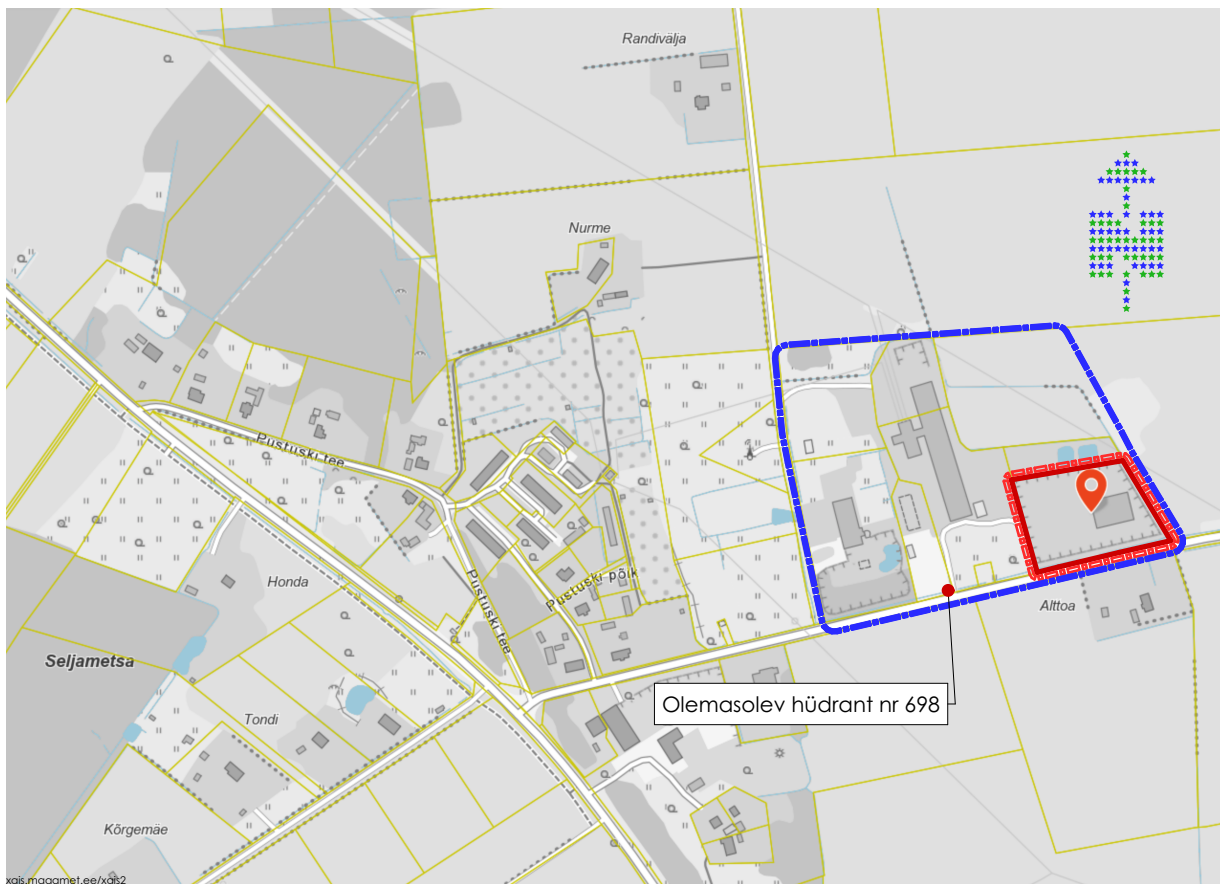 Randivälja
Nurme
Pustuski tee
Pustuski põik
Pustuski tee
Honda
Alttoa
Seljametsa
Olemasolev hüdrant nr 698
Tondi
Kõrgemäe
xgis.maaamet.ee/xgis2